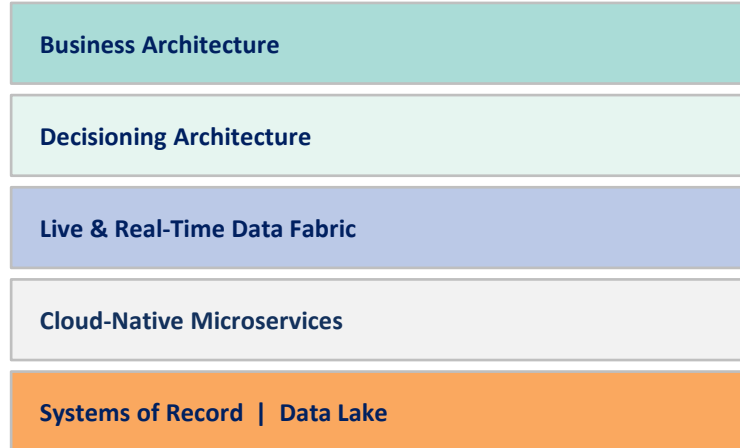 Business Architecture
Decisioning Architecture
Live & Real-Time Data Fabric
Cloud-Native Microservices
Systems of Record | Data Lake